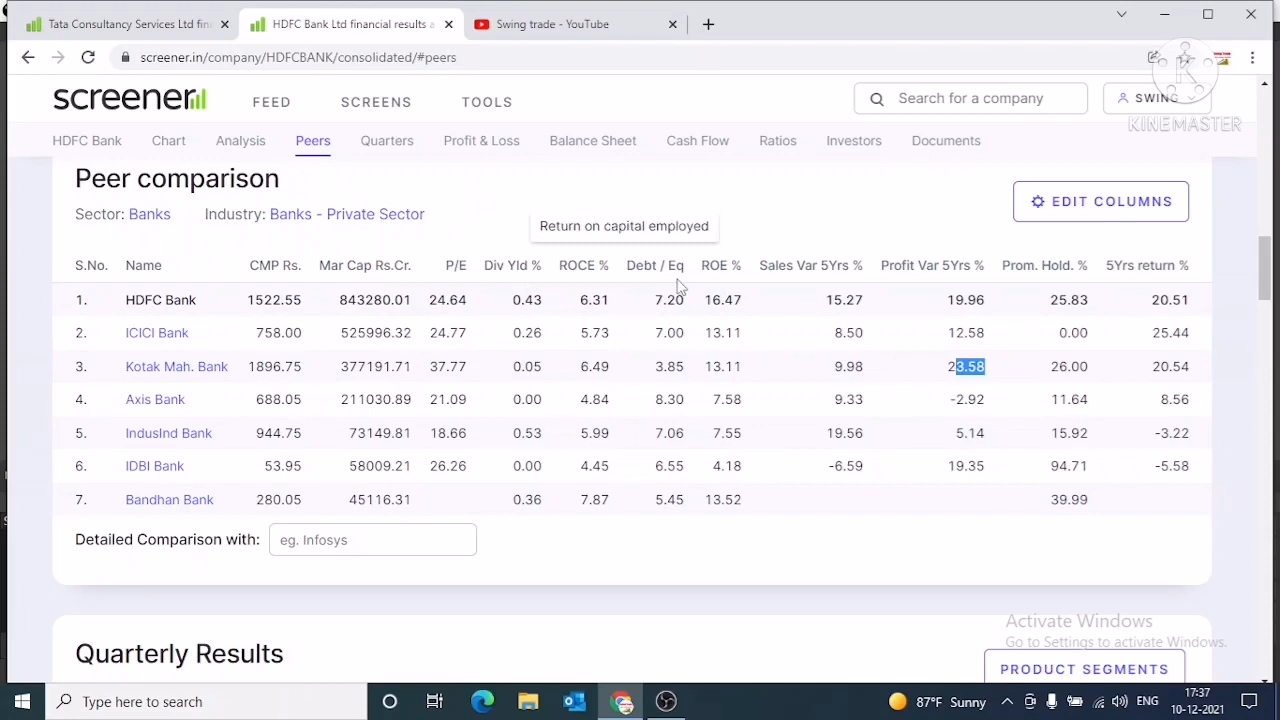 Tata Consultancy Services Ltd fin
HDFC Bank Ltd financial results a
Swing trade - YouTube
screener.in/company/HDFCBANK/consolidated/#peers
screener
FEED SCREENS TOOLS
Search for a company
SWING
KINEMASTER
HDFC Bank Chart Analysis Peers Quarters Profit & Loss Balance Sheet Cash Flow Ratios Investors Documents
Peer comparison
Sector: Banks Industry: Banks - Private Sector
EDIT COLUMNS
Return on capital employed
S.No. Name CMP Rs. Mar Cap Rs.Cr. P/E Div Yld % ROCE % Debt / Eq ROE % Sales Var 5Yrs % Profit Var 5Yrs % Prom. Hold. % 5Yrs return %
1. HDFC Bank 1522.55 843280.01 24.64 0.43 6.31 7.20 16.47 15.27 19.96 25.83 20.51
2. ICICI Bank 758.00 525996.32 24.77 0.26 5.73 7.00 13.11 8.50 12.58 0.00 25.44
3. Kotak Mah. Bank 1896.75 377191.71 37.77 0.05 6.49 3.85 13.11 9.98 23.58 26.00 20.54
4. Axis Bank 688.05 211030.89 21.09 0.00 4.84 8.30 7.58 9.33 -2.92 11.64 8.56
5. IndusInd Bank 944.75 73149.81 18.66 0.53 5.99 7.06 7.55 19.56 5.14 15.92 -3.22
6. IDBI Bank 53.95 58009.21 26.26 0.00 4.45 6.55 4.18 -6.59 19.35 94.71 -5.58
7. Bandhan Bank 280.05 45116.31 0.36 7.87 5.45 13.52 39.99
Detailed Comparison with: eg. Infosys
Quarterly Results
Activate Windows
Go to Settings to activate Windows.
PRODUCT SEGMENTS
Type here to search
87°F Sunny
ENG
17:37
10-12-2021